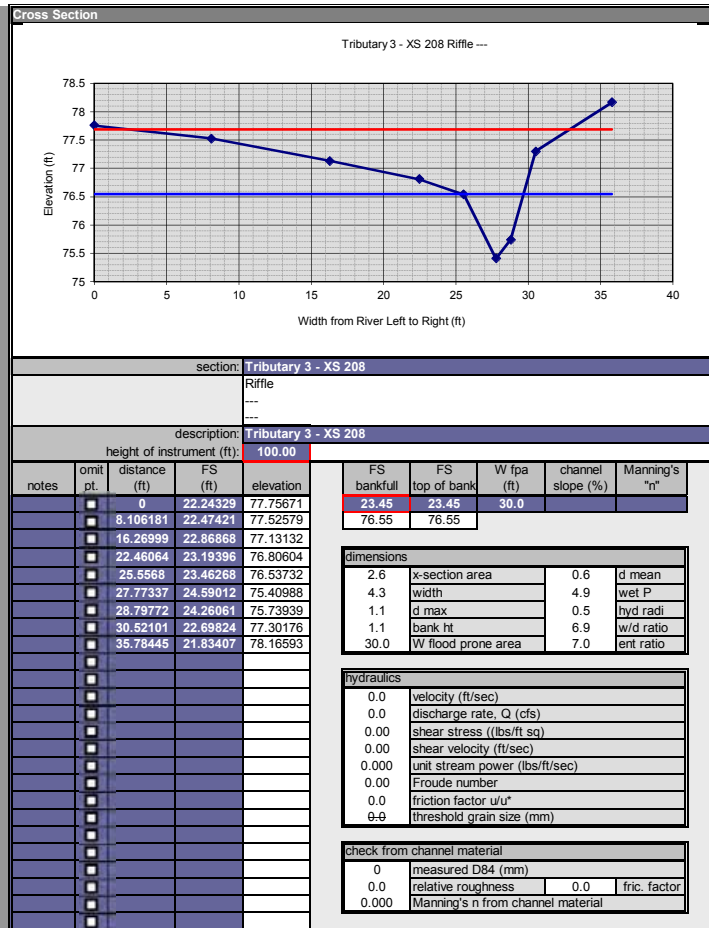 Cross Section
Tributary 3 - XS 208 Riffle ---
78.5
78
77.5
77
76.5
76
75.5
75
Elevation (ft)
0 5 10 15 20 25 30 35 40
Width from River Left to Right (ft)
section: Tributary 3 - XS 208
Riffle
---
---
description: Tributary 3 - XS 208
height of instrument (ft): 100.00
notes omit pt. distance (ft) FS (ft) elevation
0 22.24329 77.75671
8.106181 22.47421 77.52579
16.26999 22.86868 77.13132
22.46064 23.19396 76.80604
25.5568 23.46268 76.53732
27.77337 24.59012 75.40988
28.79772 24.26061 75.73939
30.52101 22.69824 77.30176
35.78445 21.83407 78.16593
FS bankfull FS top of bank W fpa (ft) channel slope (%) Manning's "n"
23.45 23.45 30.0
76.55 76.55
dimensions
2.6 x-section area 0.6 d mean
4.3 width 4.9 wet P
1.1 d max 0.5 hyd radi
1.1 bank ht 6.9 w/d ratio
30.0 W flood prone area 7.0 ent ratio
hydraulics
0.0 velocity (ft/sec)
0.0 discharge rate, Q (cfs)
0.00 shear stress ((lbs/ft sq)
0.00 shear velocity (ft/sec)
0.000 unit stream power (lbs/ft/sec)
0.00 Froude number
0.0 friction factor u/u*
0.0 threshold grain size (mm)
check from channel material
0 measured D84 (mm)
0.0 relative roughness 0.0 fric. factor
0.000 Manning's n from channel material